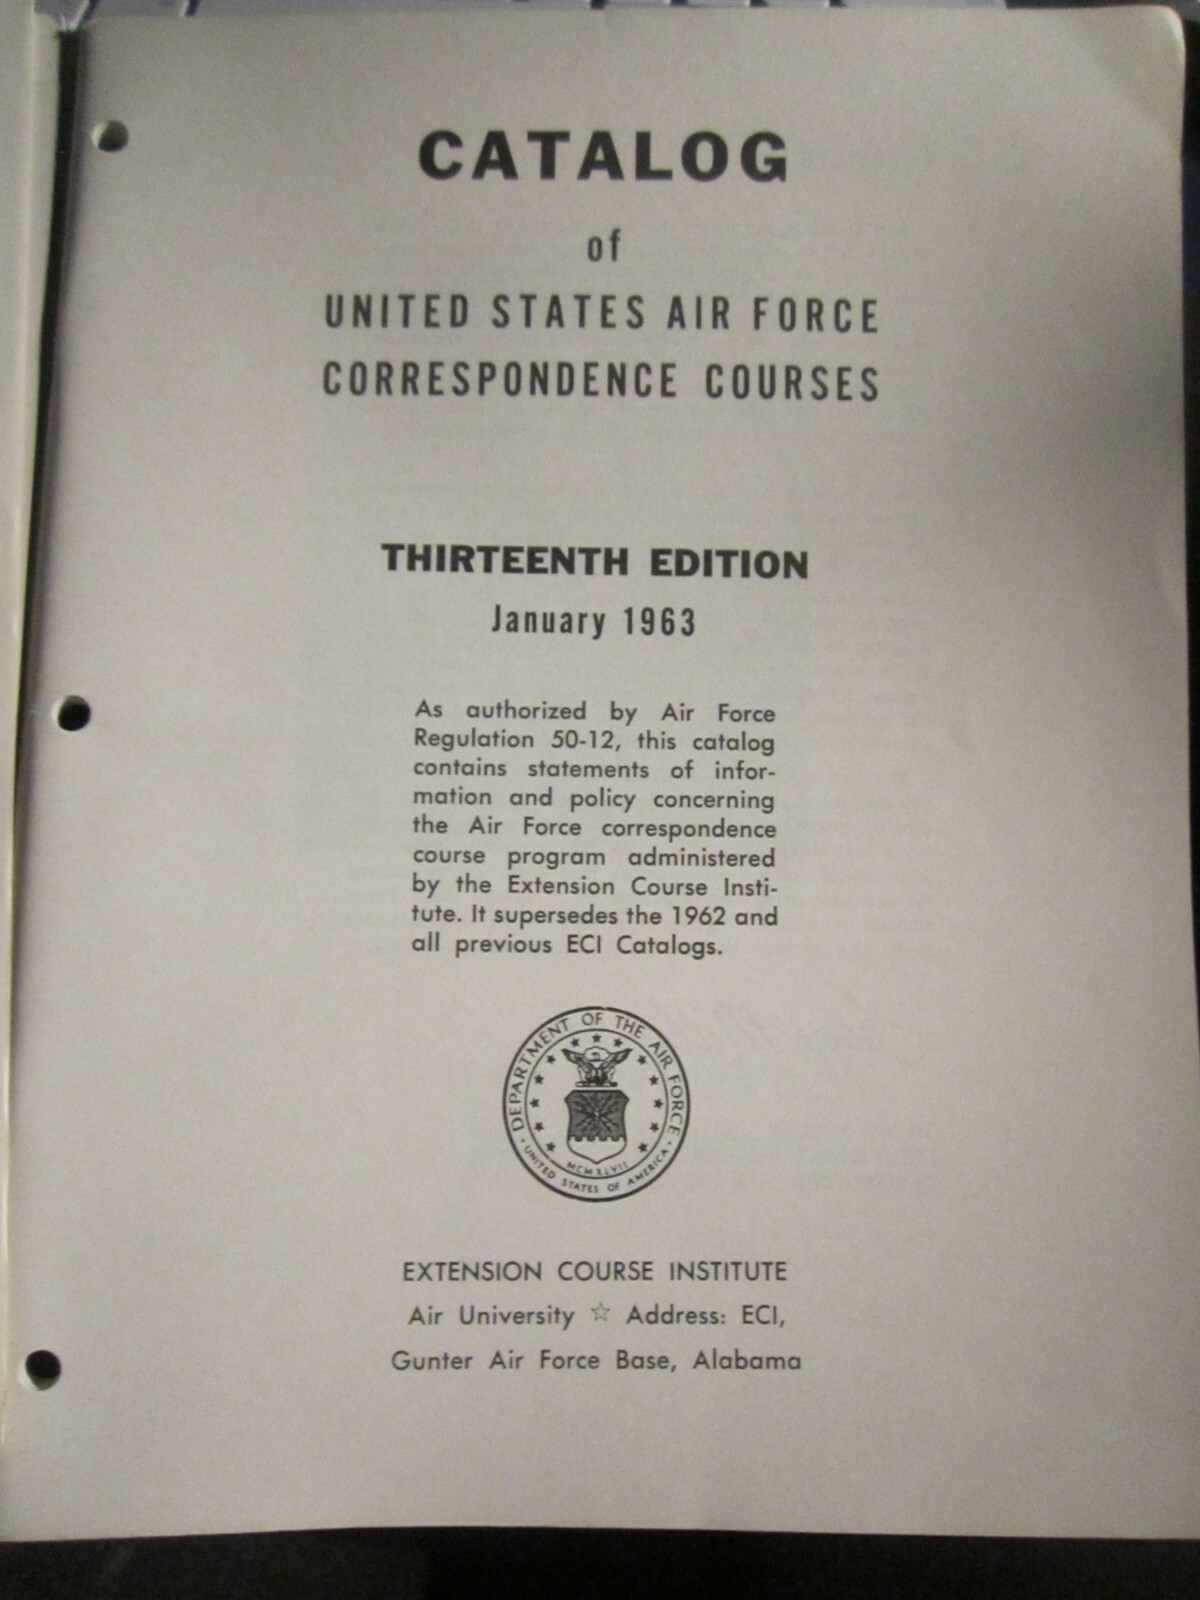 CATALOG
of
UNITED STATES AIR FORCE
CORRESPONDENCE COURSES
THIRTEENTH EDITION
January 1963
As authorized by Air Force
Regulation 50-12, this catalog
contains statements of infor-
mation and policy concerning
the Air Force correspondence
course program administered
by the Extension Course Insti-
tute. It supersedes the 1962 and
all previous ECI Catalogs.
DEPARTMENT OF THE AIR FORCE
MCMXLVII
UNITED STATES OF AMERICA
EXTENSION COURSE INSTITUTE
Air University ☆ Address: ECI,
Gunter Air Force Base, Alabama